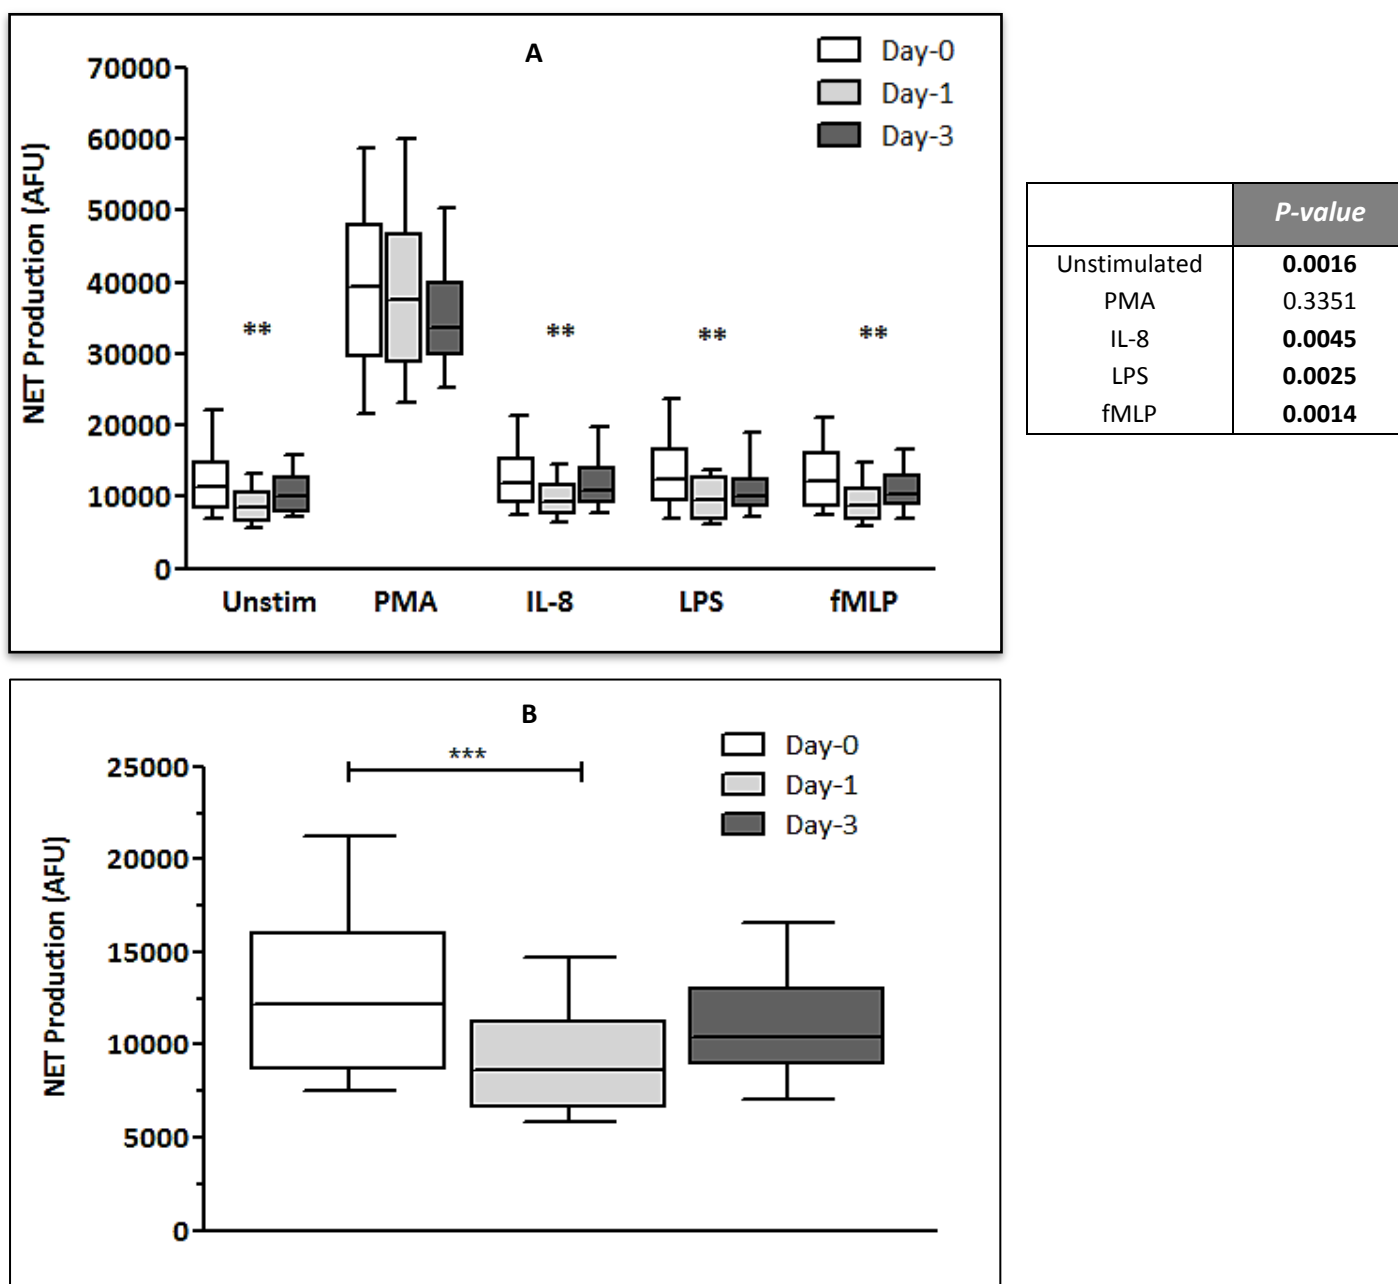 A
Day-0
Day-1
Day-3
70000
60000
50000
40000
30000
20000
10000
0
NET Production (AFU)
**
**
**
**
Unstim PMA IL-8 LPS fMLP
P-value
Unstimulated 0.0016
PMA 0.3351
IL-8 0.0045
LPS 0.0025
fMLP 0.0014
B
Day-0
Day-1
Day-3
***
25000
20000
15000
10000
5000
0
NET Production (AFU)